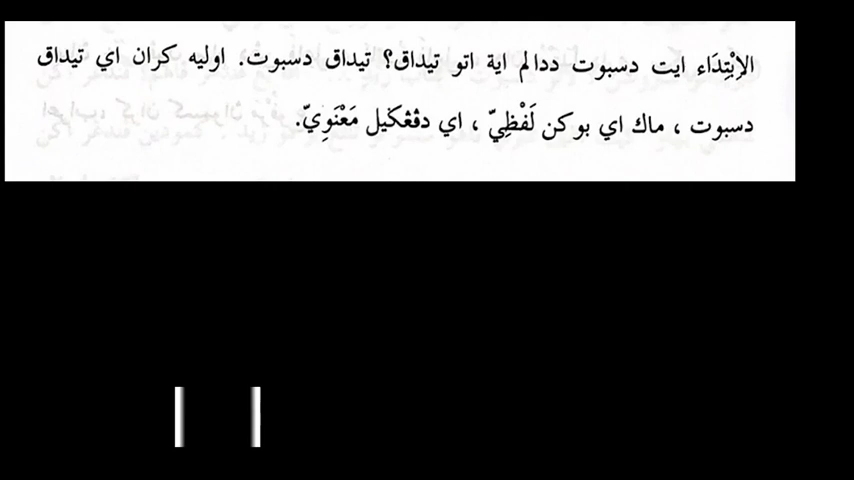 الإِبْتِدَاء ايت دسبوت ددالم اية اتو تيداق؟ تيداق دسبوت. اوليه كران اي تيداق
دسبوت ، ماك اي بوكن لَفْظِيّ ، اي دڤڠݢيل مَعْنَوِيّ.